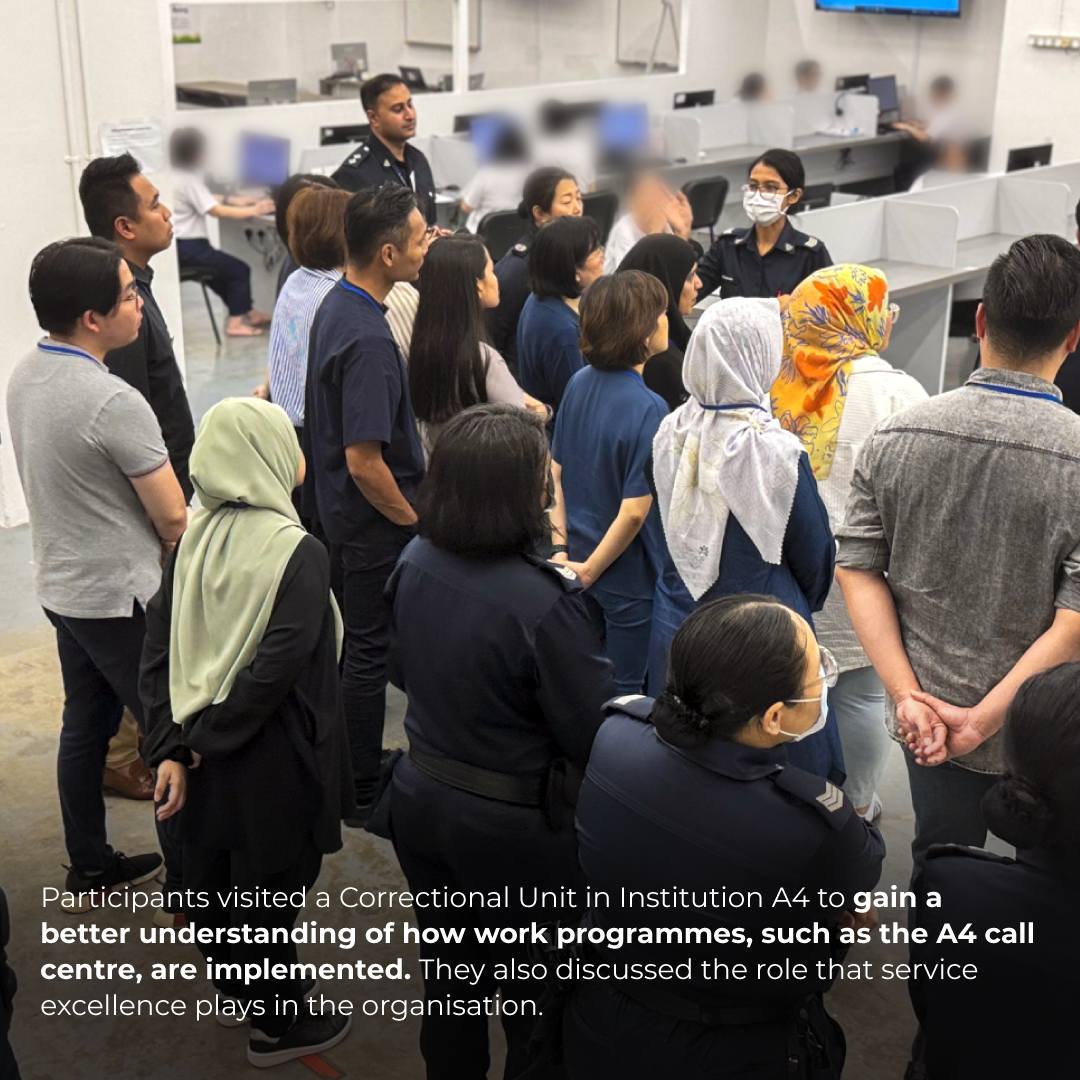 Participants visited a Correctional Unit in Institution A4 to gain a
better understanding of how work programmes, such as the A4 call
centre, are implemented. They also discussed the role that service
excellence plays in the organisation.